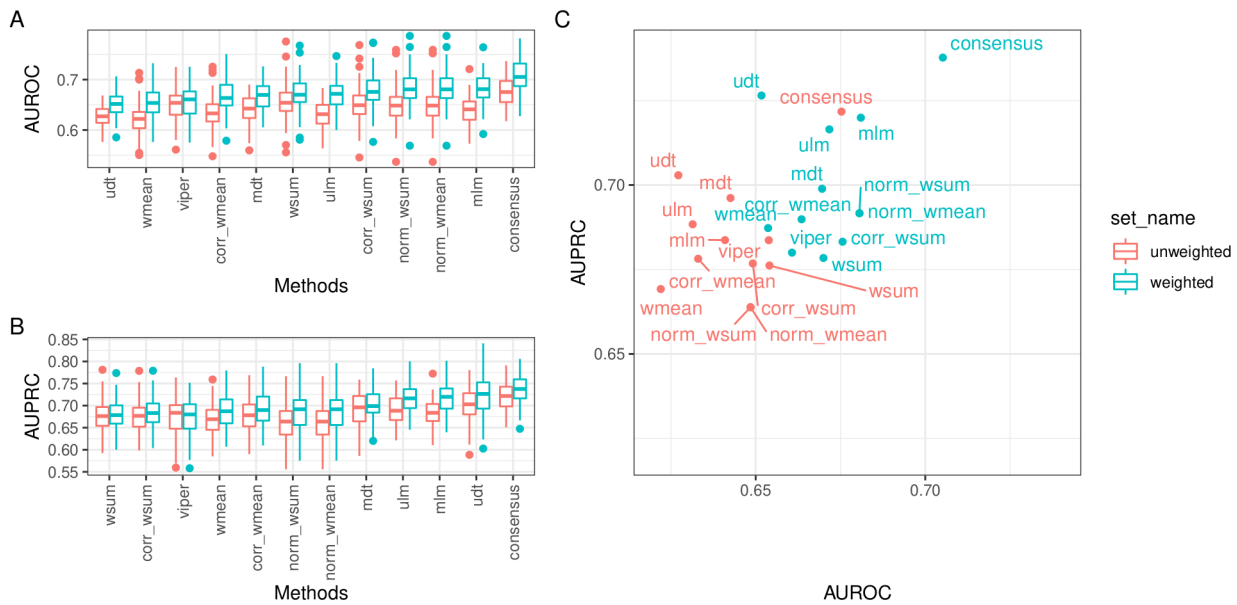 A
AUROC
0.7
0.6
udt
wmean
viper
corr_wmean
mdt
wsum
ulm
corr_wsum
norm_wsum
norm_wmean
mlm
consensus
Methods
B
AUPRC
0.85
0.80
0.75
0.70
0.65
0.60
0.55
wsum
corr_wsum
viper
wmean
corr_wmean
norm_wsum
norm_wmean
mdt
ulm
mlm
udt
consensus
Methods
C
AUPRC
0.70
0.65
consensus
udt
consensus
mlm
ulm
udt
mdt
mdt
norm_wsum
ulm
corr_wmean
wmean
norm_wmean
mlm
viper
viper
corr_wsum
wsum
corr_wmean
wsum
wmean
corr_wsum
norm_wsum
norm_wmean
0.65
0.70
AUROC
set_name
unweighted
weighted